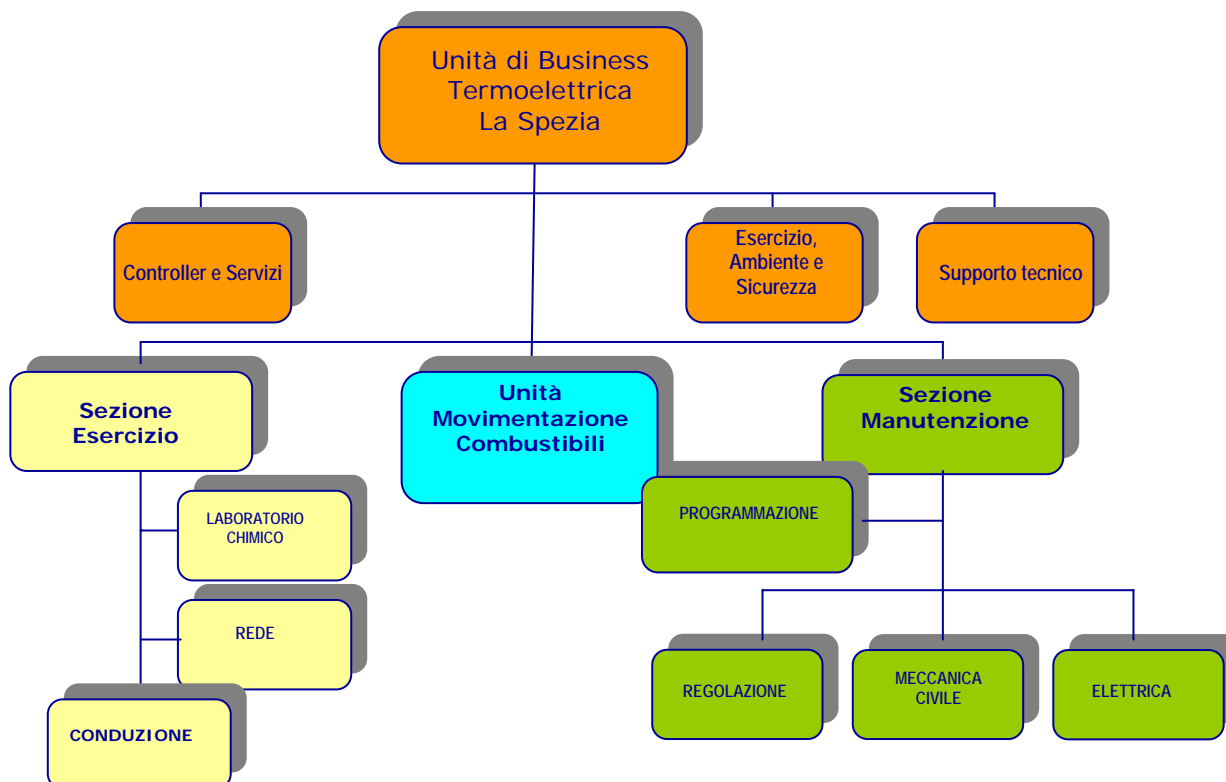 Unità di Business
Termoelettrica
La Spezia
Controller e Servizi
Esercizio,
Ambiente e
Sicurezza
Supporto tecnico
Sezione
Esercizio
Unità
Movimentazione
Combustibili
Sezione
Manutenzione
LABORATORIO
CHIMICO
PROGRAMMAZIONE
REDE
CONDUZIONE
REGOLAZIONE
MECCANICA
CIVILE
ELETTRICA